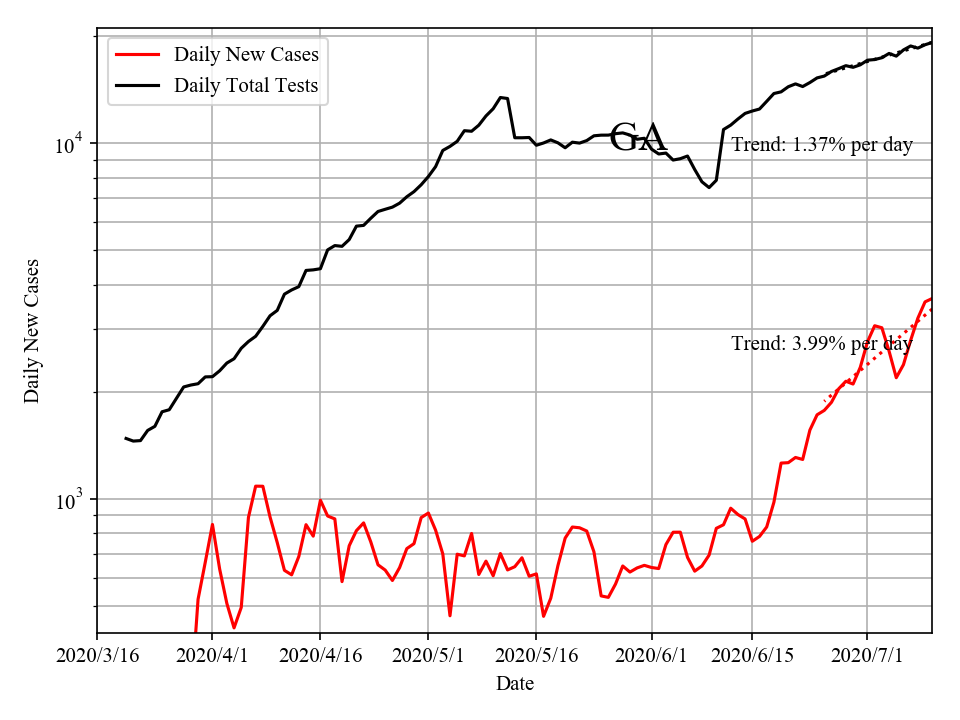 Daily New Cases
Daily Total Tests
GA
Trend: 1.37% per day
Trend: 3.99% per day
10^4
10^3
Daily New Cases
2020/3/16 2020/4/1 2020/4/16 2020/5/1 2020/5/16 2020/6/1 2020/6/15 2020/7/1
Date